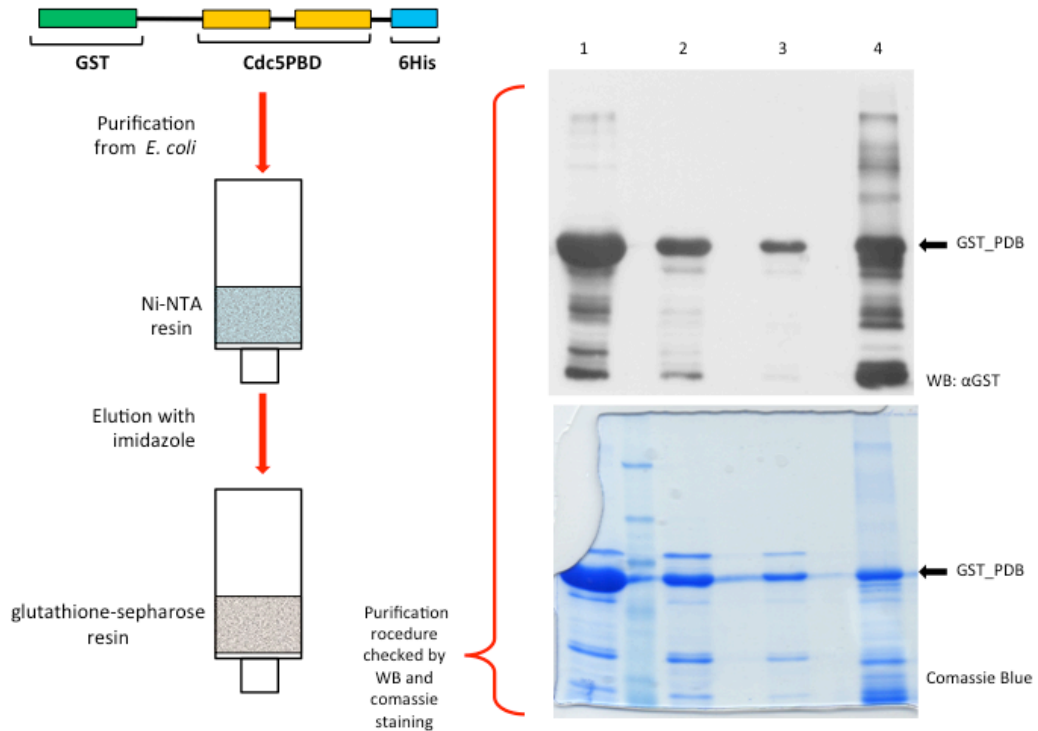 GST
Cdc5PBD
6His
Purification
from E. coli
Ni-NTA
resin
Elution with
imidazole
glutathione-sepharose
resin
Purification
rocedure
checked by
WB and
comassie
staining
1 2 3 4
GST_PDB
WB: αGST
GST_PDB
Comassie Blue